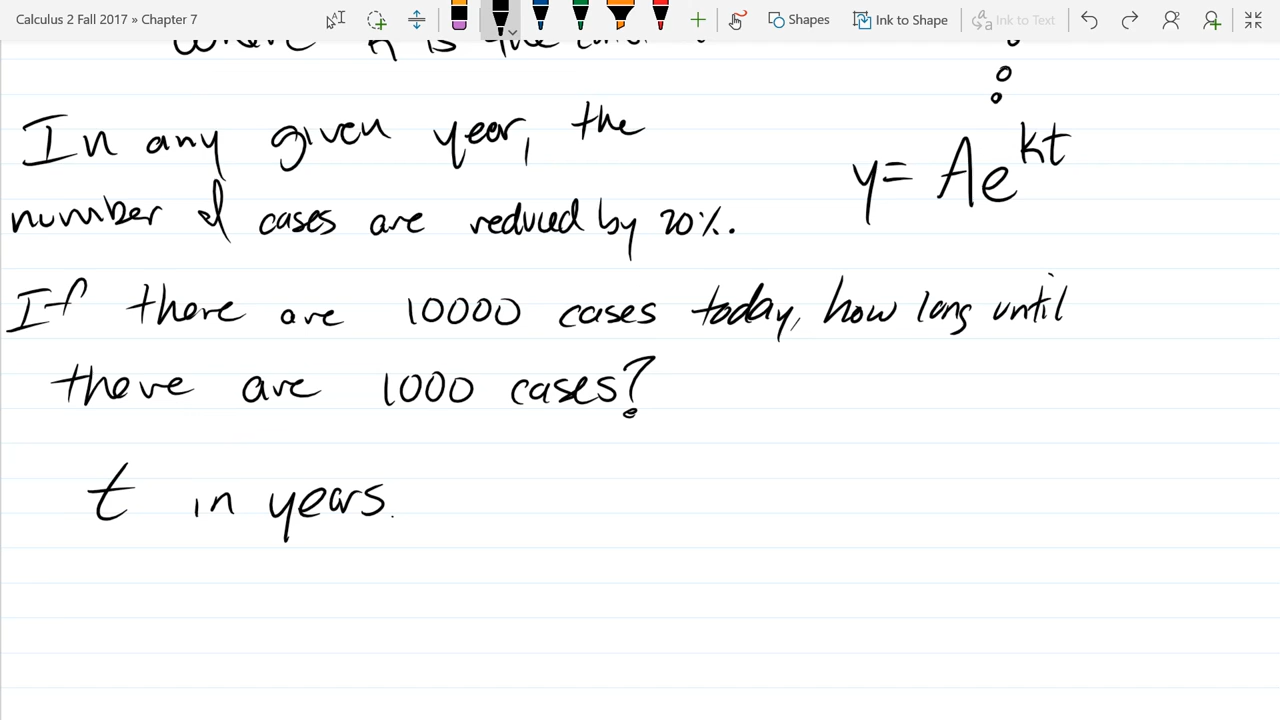 Calculus 2 Fall 2017 » Chapter 7
Shapes
Ink to Shape
Ink to Text
is the
In any given year, the
number of cases are reduced by 20%.
y = Ae^kt
If there are 10000 cases today, how long until
there are 1000 cases?
t in years.